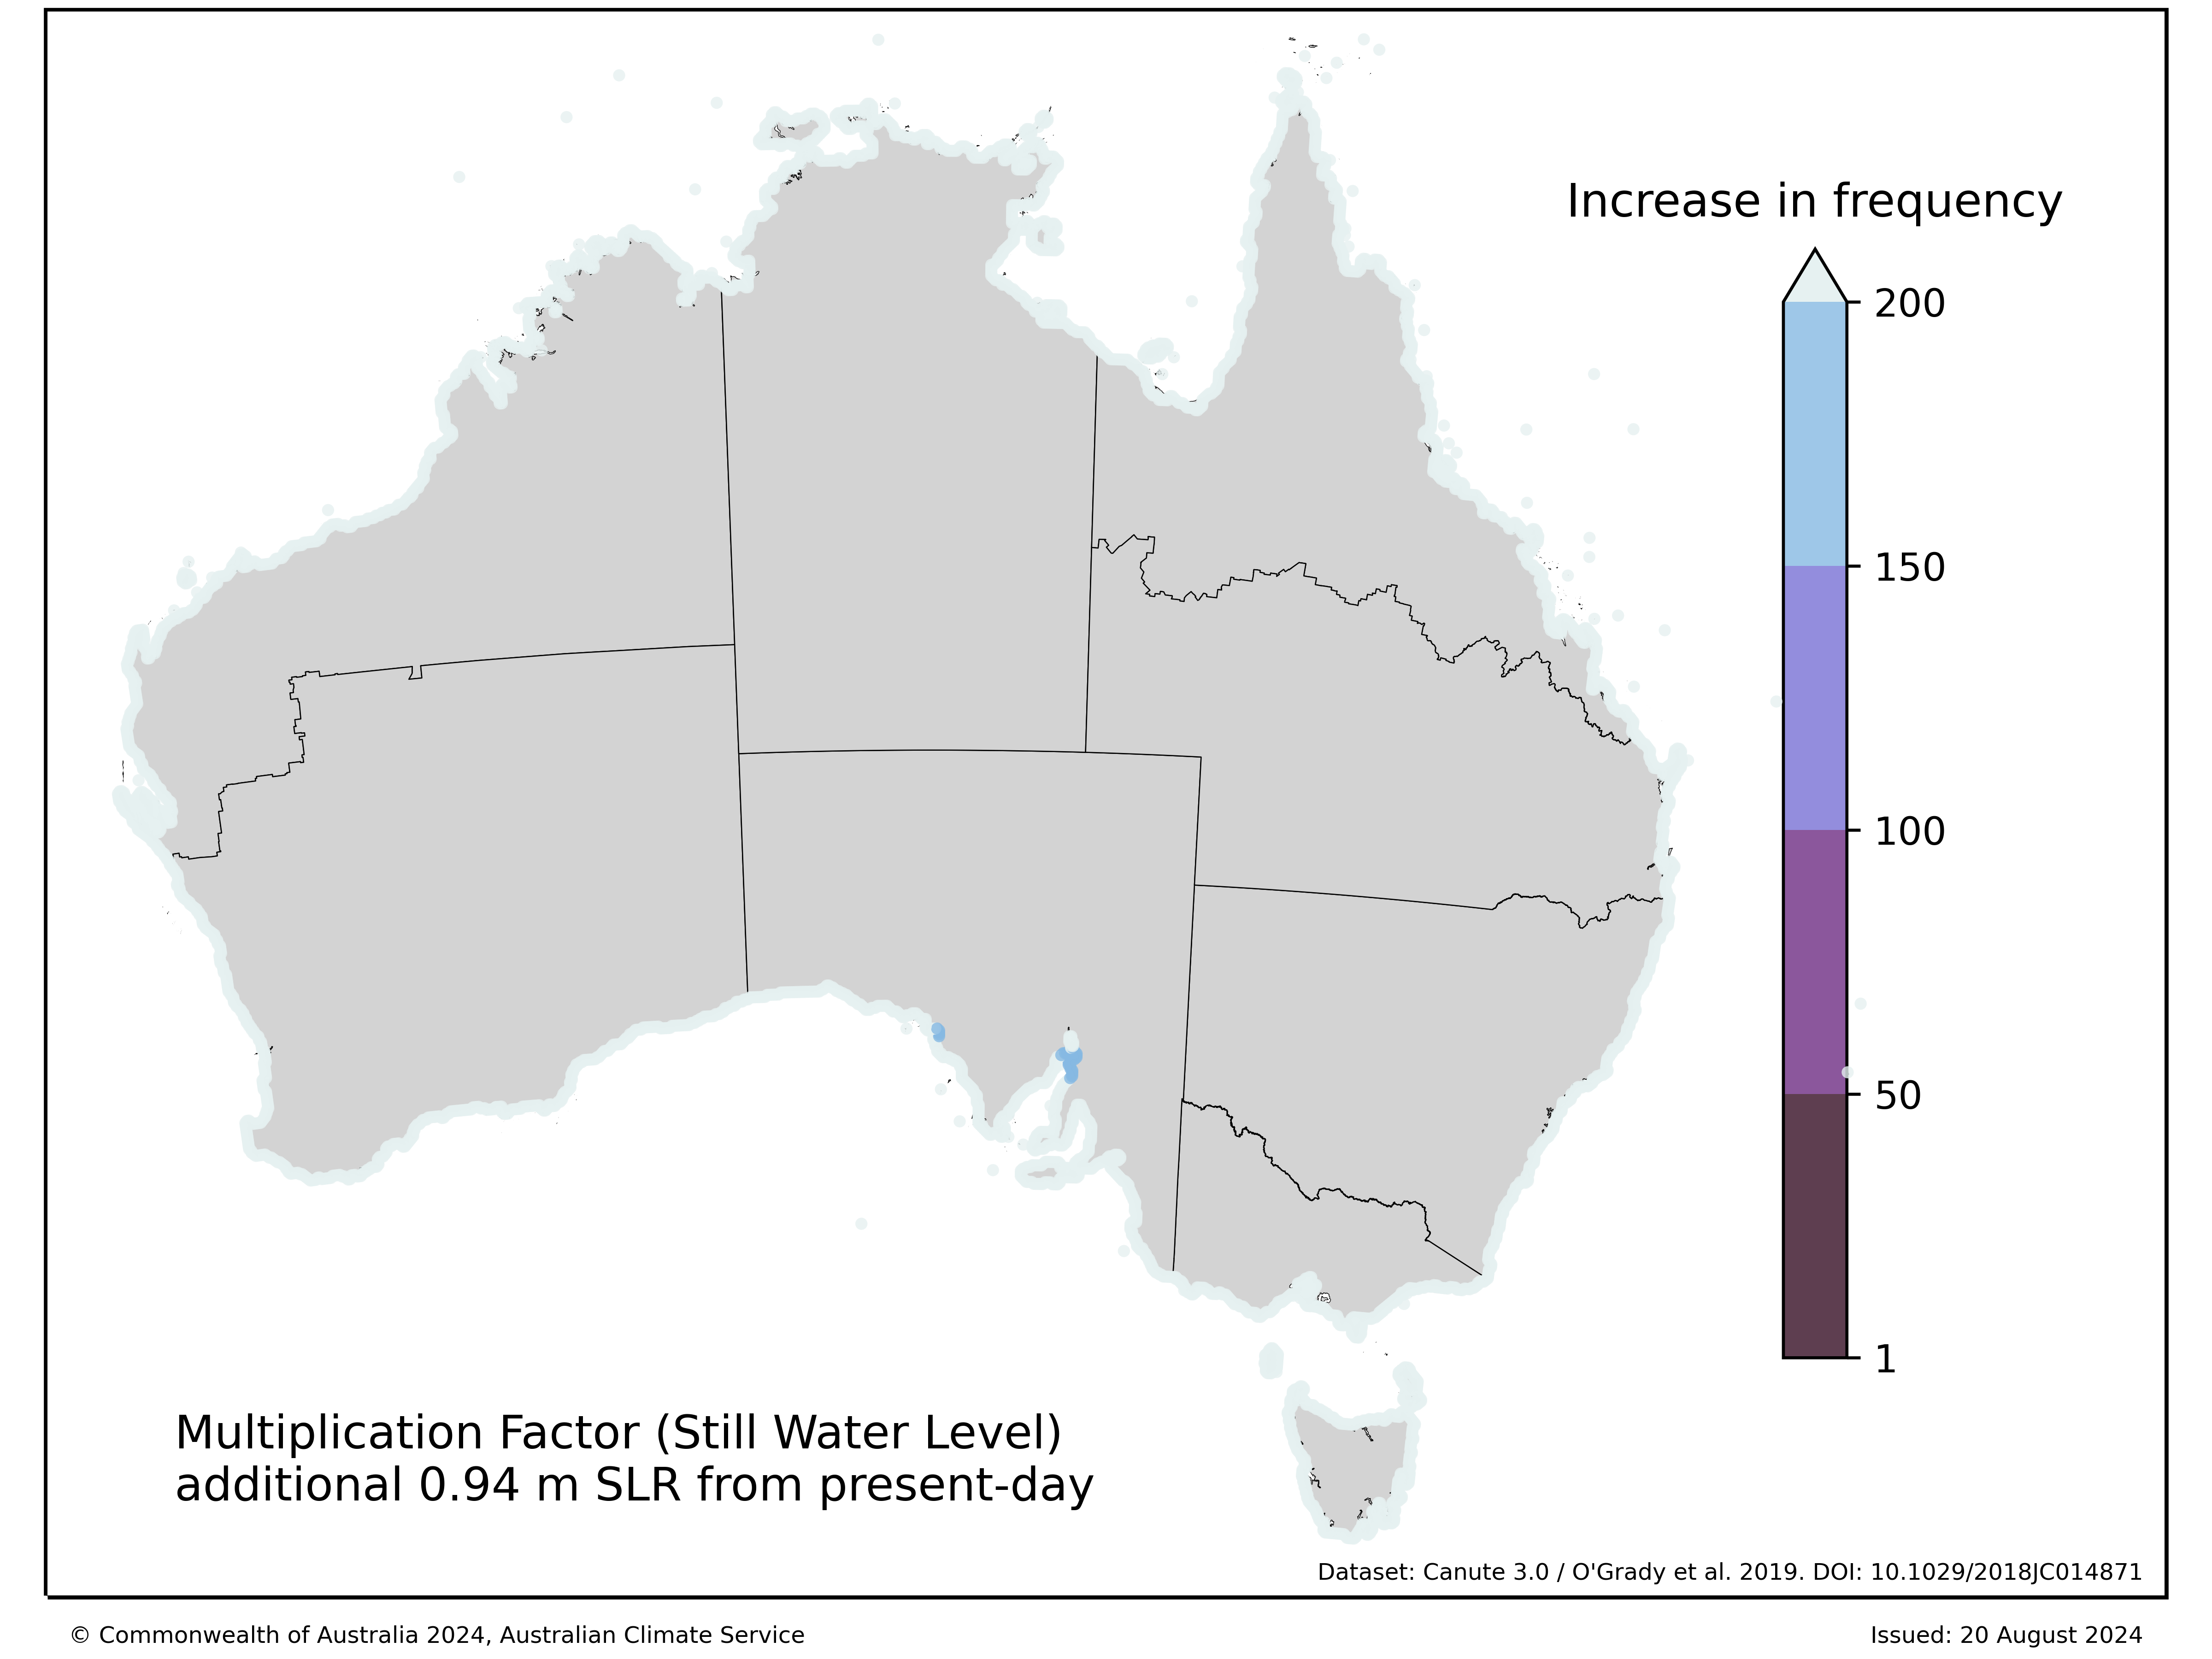 Increase in frequency
200
150
100
50
1
Multiplication Factor (Still Water Level)
additional 0.94 m SLR from present-day
Dataset: Canute 3.0 / O'Grady et al. 2019. DOI: 10.1029/2018JC014871
© Commonwealth of Australia 2024, Australian Climate Service
Issued: 20 August 2024